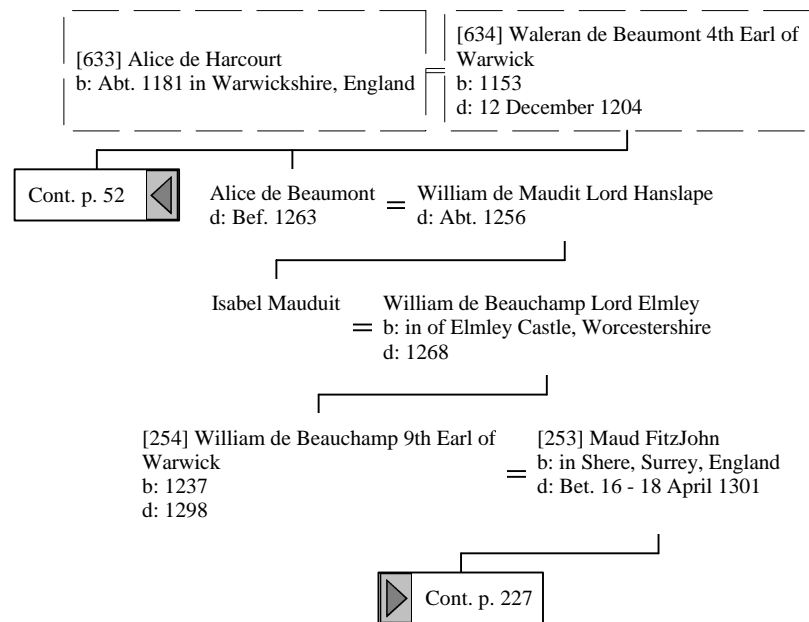 [633] Alice de Harcourt
b: Abt. 1181 in Warwickshire, England
=
[634] Waleran de Beaumont 4th Earl of
Warwick
b: 1153
d: 12 December 1204
Cont. p. 52
Alice de Beaumont
d: Bef. 1263
=
William de Maudit Lord Hanslape
d: Abt. 1256
Isabel Mauduit
=
William de Beauchamp Lord Elmley
b: in of Elmley Castle, Worcestershire
d: 1268
[254] William de Beauchamp 9th Earl of
Warwick
b: 1237
d: 1298
=
[253] Maud FitzJohn
b: in Shere, Surrey, England
d: Bet. 16 - 18 April 1301
Cont. p. 227